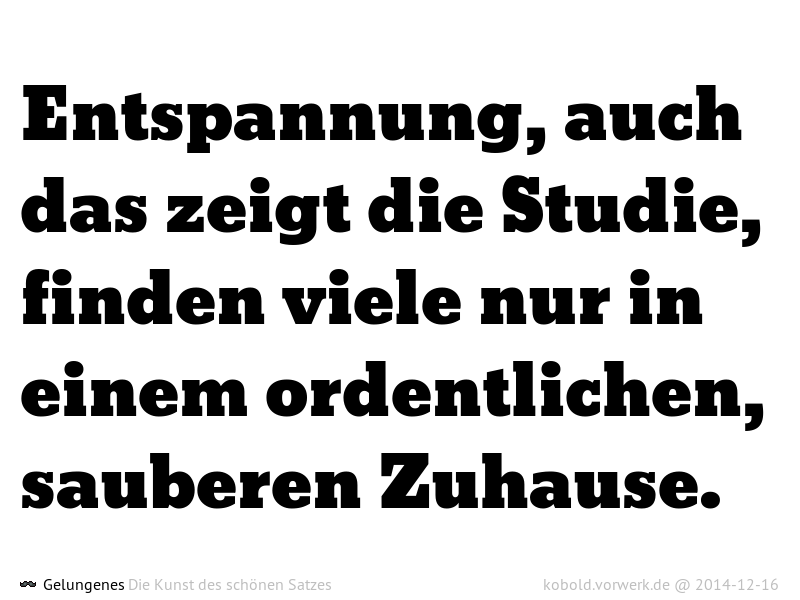 Entspannung, auch
das zeigt die Studie,
finden viele nur in
einem ordentlichen,
sauberen Zuhause.
Gelungenes Die Kunst des schönen Satzes
kobold.vorwerk.de @ 2014-12-16